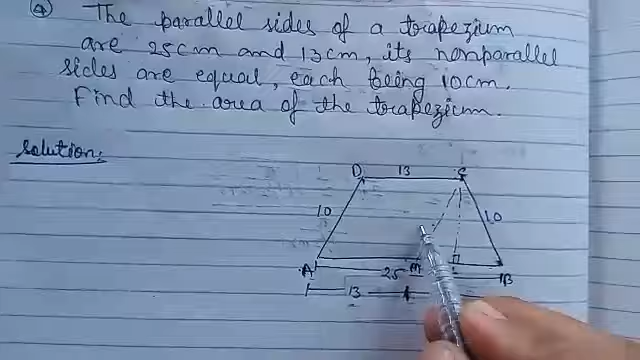 Q The parallel sides of a trapezium
are 25cm and 13cm, its nonparallel
sides are equal, each being 10cm.
Find the area of the trapezium.
Solution:
D 13 C
10 10
A 25 M B
13